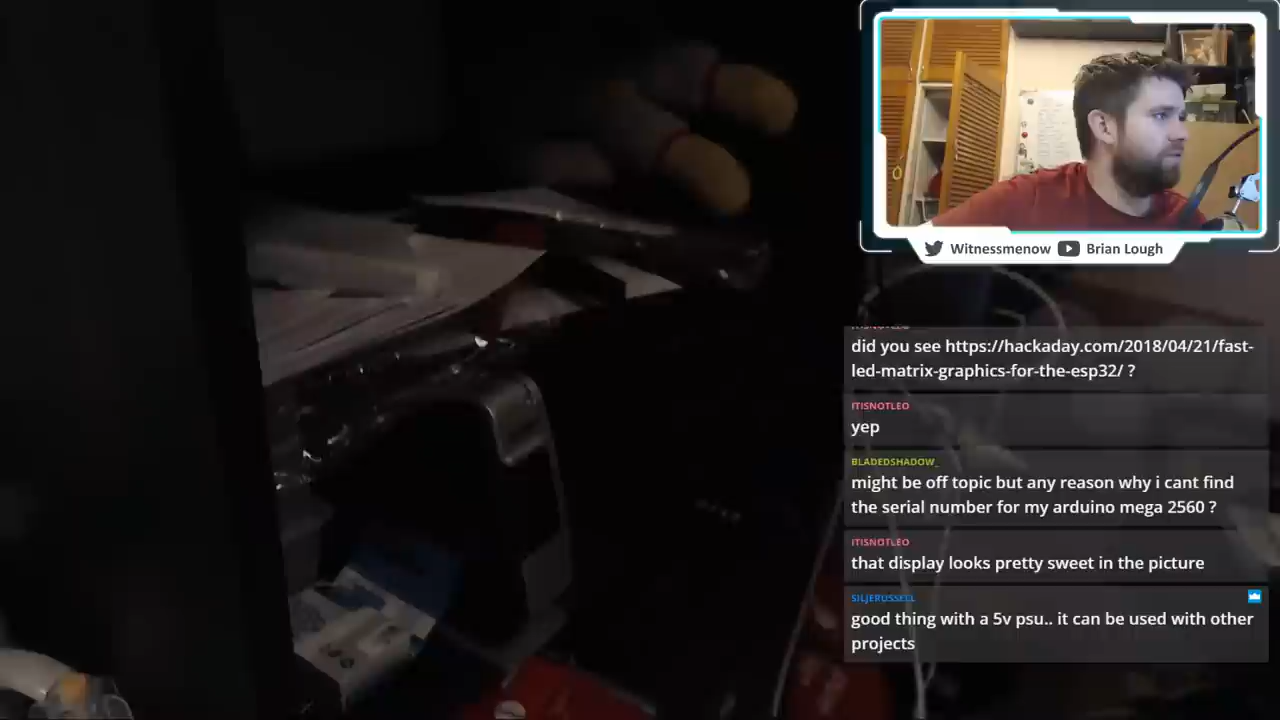 Witnessmenow Brian Lough
did you see https://hackaday.com/2018/04/21/fast-
led-matrix-graphics-for-the-esp32/ ?
ITISNOTLEO
yep
BLADEDSHADOW_
might be off topic but any reason why i cant find
the serial number for my arduino mega 2560 ?
ITISNOTLEO
that display looks pretty sweet in the picture
SILJERUSSELL
good thing with a 5v psu.. it can be used with other
projects